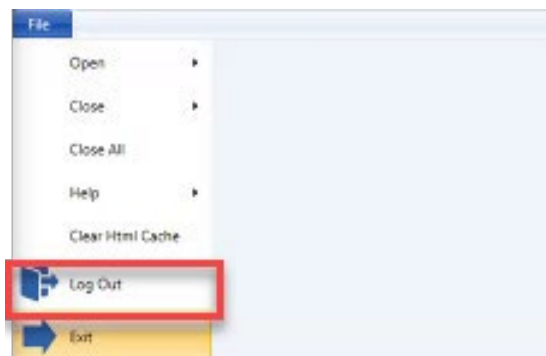 File
Open
Close
Close All
Help
Clear Html Cache
Log Out
Exit